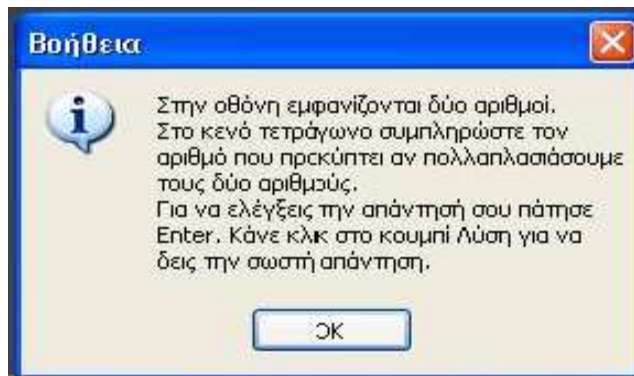 Βοήθεια
Στην οθόνη εμφανίζονται δύο αριθμοί.
Στο κενό τετράγωνο συμπληρώστε τον
αριθμό που προκύπτει αν πολλαπλασιάσουμε
τους δύο αριθμούς.
Για να ελέγξεις την απάντησή σου πάτησε
Enter. Κάνε κλικ στο κουμπί Λύση για να
δεις την σωστή απάντηση.
OK